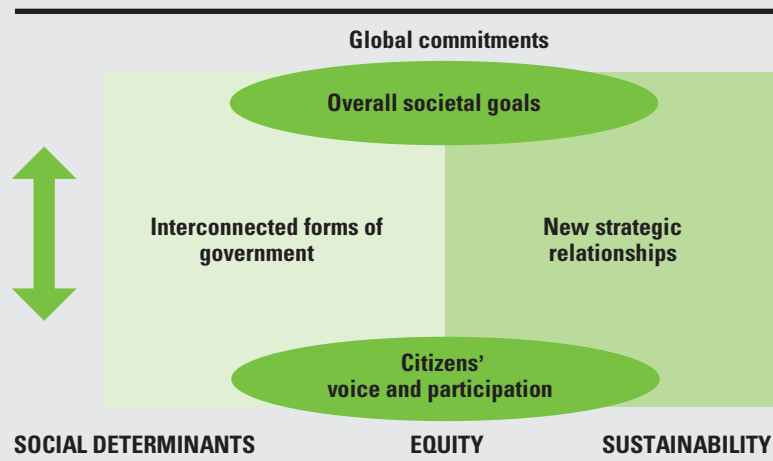 Global commitments
Overall societal goals
Interconnected forms of
government
New strategic
relationships
Citizens'
voice and participation
SOCIAL DETERMINANTS
EQUITY
SUSTAINABILITY